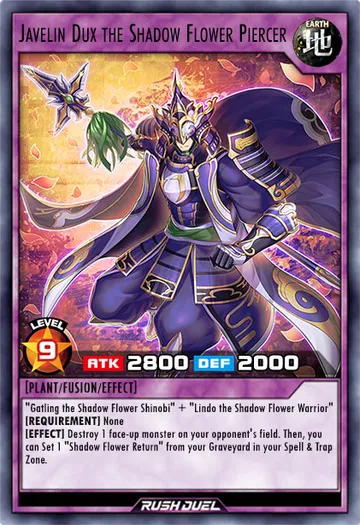 Javelin Dux the Shadow Flower Piercer
EARTH
地
LEVEL
9
ATK 2800 DEF 2000
[PLANT/FUSION/EFFECT]
"Gatling the Shadow Flower Shinobi" + "Lindo the Shadow Flower Warrior"
[REQUIREMENT] None
[EFFECT] Destroy 1 face-up monster on your opponent's field. Then, you
can Set 1 "Shadow Flower Return" from your Graveyard in your Spell & Trap
Zone.
RUSH DUEL